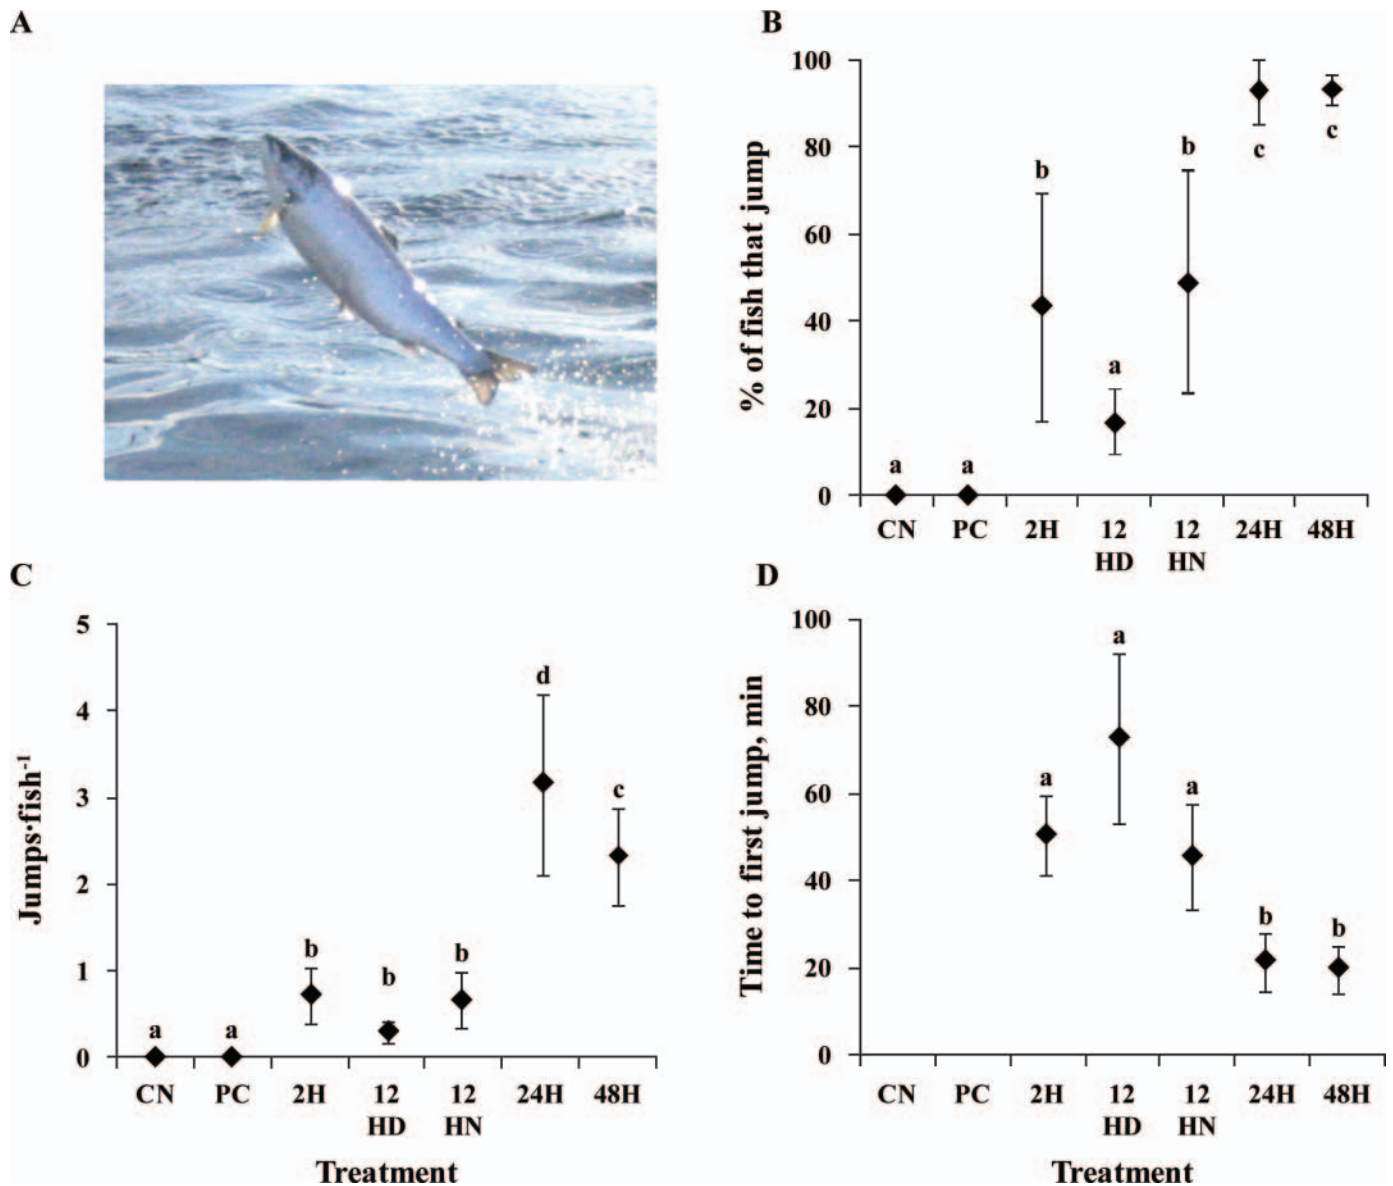 A
B
% of fish that jump
100
80
60
40
20
0
a
a
b
a
b
c
c
CN
PC
2H
12
HD
12
HN
24H
48H
C
Jumps·fish⁻¹
5
4
3
2
1
0
a
a
b
b
b
d
c
CN
PC
2H
12
HD
12
HN
24H
48H
Treatment
D
Time to first jump, min
100
80
60
40
20
0
a
a
a
b
b
CN
PC
2H
12
HD
12
HN
24H
48H
Treatment